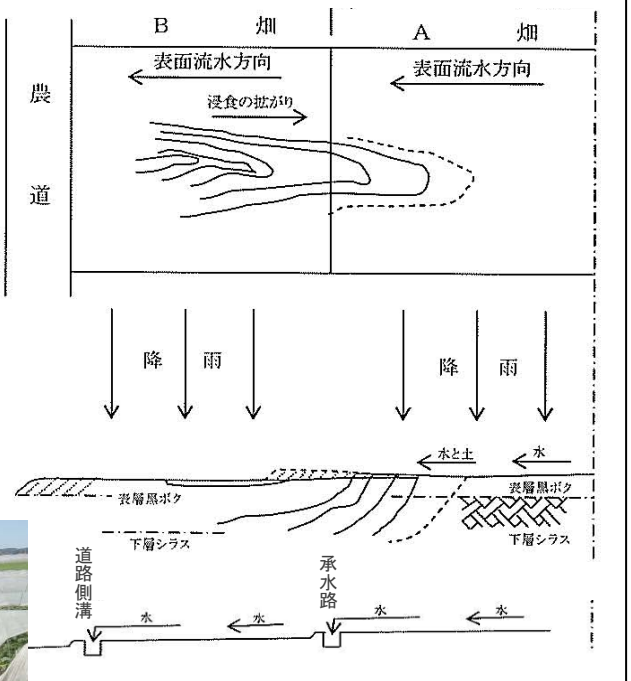 B 畑
A 畑
表面流水方向
表面流水方向
浸食の拡がり
農道
降雨
降雨
水と土
水
表層黒ボク
表層黒ボク
下層シラス
下層シラス
道路側溝
承水路
水
水
水
水